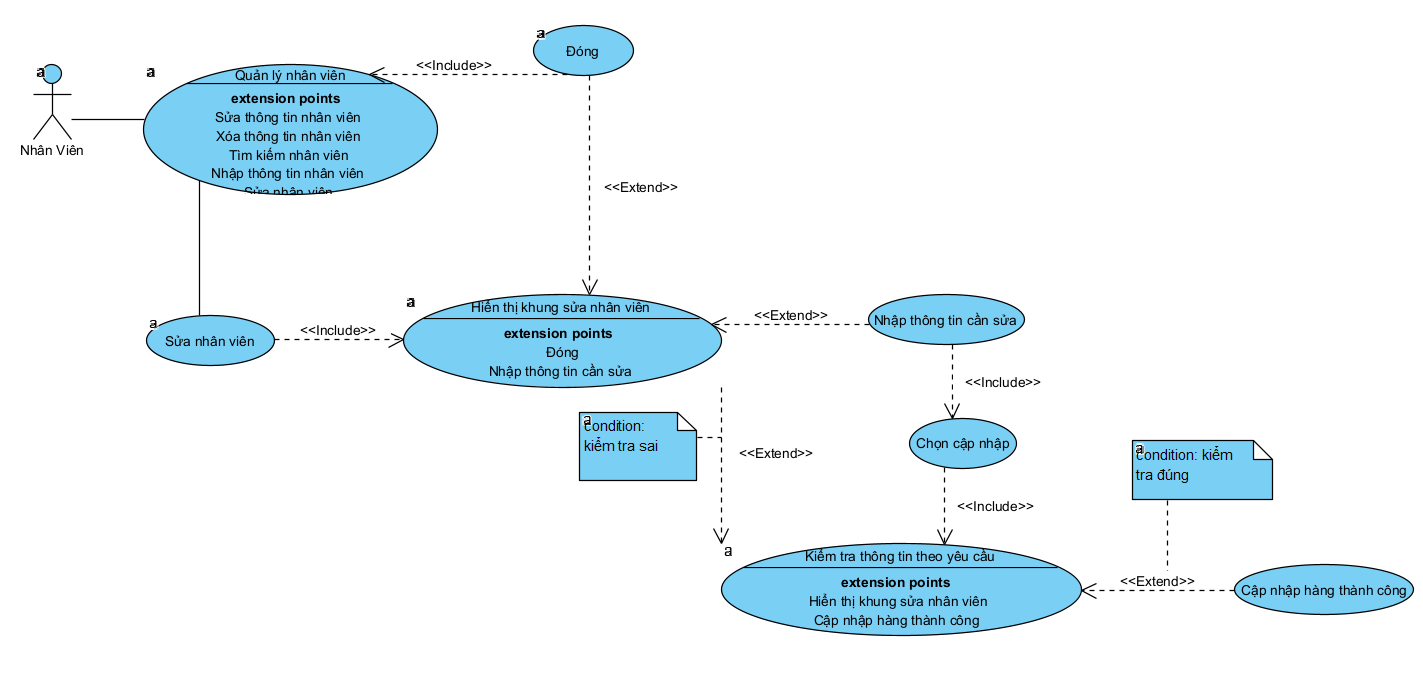 a
Nhân Viên
a
Quản lý nhân viên
extension points
Sửa thông tin nhân viên
Xóa thông tin nhân viên
Tìm kiếm nhân viên
Nhập thông tin nhân viên
Sửa nhân viên
<<Include>>
a
Đóng
<<Extend>>
a
Sửa nhân viên
<<Include>>
a
Hiển thị khung sửa nhân viên
extension points
Đóng
Nhập thông tin cần sửa
<<Extend>>
Nhập thông tin cần sửa
<<Include>>
a
condition:
kiểm tra sai
<<Extend>>
Chọn cập nhập
<<Include>>
a
condition: kiểm
tra đúng
a
Kiểm tra thông tin theo yêu cầu
extension points
Hiển thị khung sửa nhân viên
Cập nhập hàng thành công
<<Extend>>
Cập nhập hàng thành công